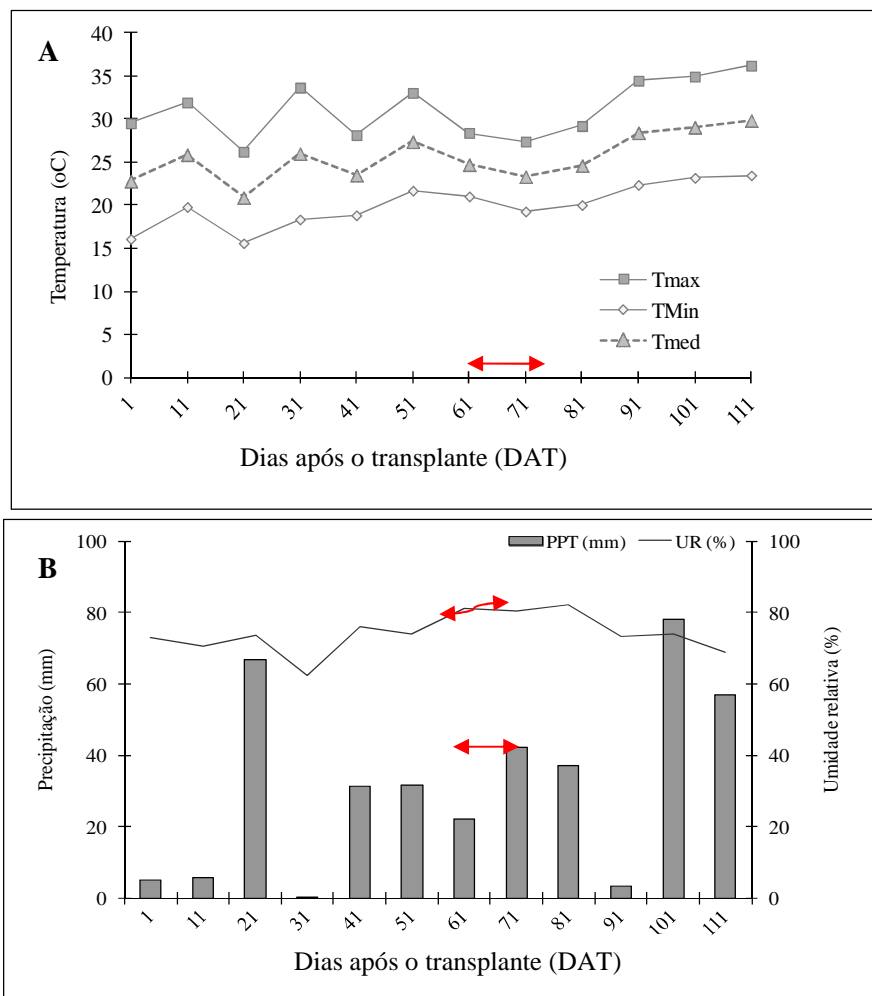 A
40
35
30
25
20
15
10
5
0
Temperatura (oC)
Tmax
TMin
Tmed
1 11 21 31 41 51 61 71 81 91 101 111
Dias após o transplante (DAT)
B
PPT (mm) UR (%)
100
80
60
40
20
0
Precipitação (mm)
100
80
60
40
20
0
Umidade relativa (%)
1 11 21 31 41 51 61 71 81 91 101 111
Dias após o transplante (DAT)